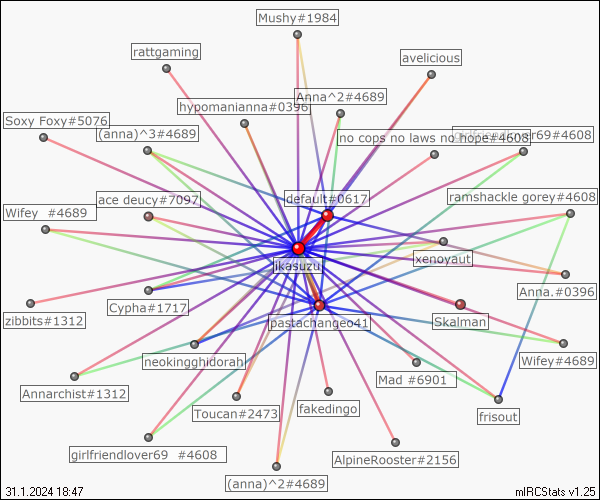 Mushy#1984
rattgaming
avelicious
Anna^2#4689
hypomanianna#0396
Soxy Foxy#5076
(anna)^3#4689
no cops no laws no hope#4608
girlfriendlover69#4608
ace deucy#7097
default#0617
ramshackle gorey#4608
Wifey #4689
xenoyaut
jikasuzu
Anna.#0396
Cypha#1717
zibbits#1312
Skalman
pastachangeo41
neokingghidorah
Wifey#4689
Mad #6901
Annarchist#1312
Toucan#2473
fakedingo
frisout
girlfriendlover69 #4608
AlpineRooster#2156
(anna)^2#4689
31.1.2024 18:47
mIRCStats v1.25